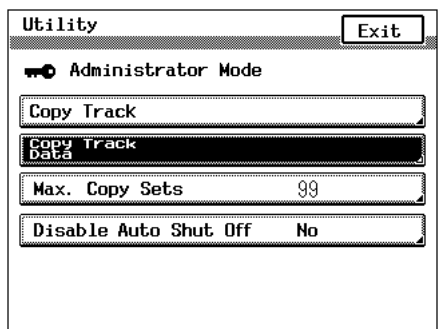 Utility
Exit
Administrator Mode
Copy Track
Copy Track
Data
Max. Copy Sets 99
Disable Auto Shut Off No